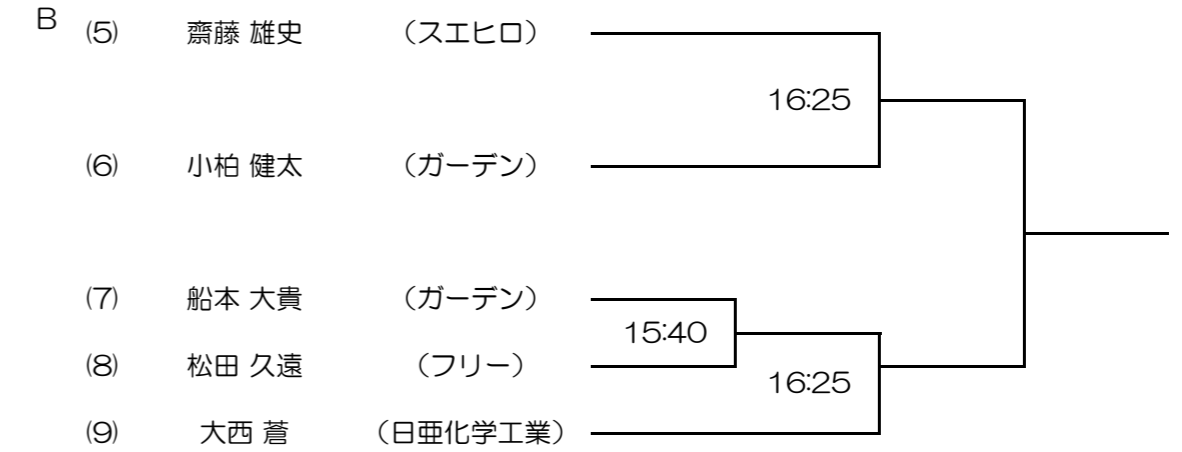 B (5) 齋藤 雄史 （スエヒロ）
16:25
(6) 小柏 健太 （ガーデン）
(7) 船本 大貴 （ガーデン）
15:40
(8) 松田 久遠 （フリー）
16:25
(9) 大西 蒼 （日亜化学工業）